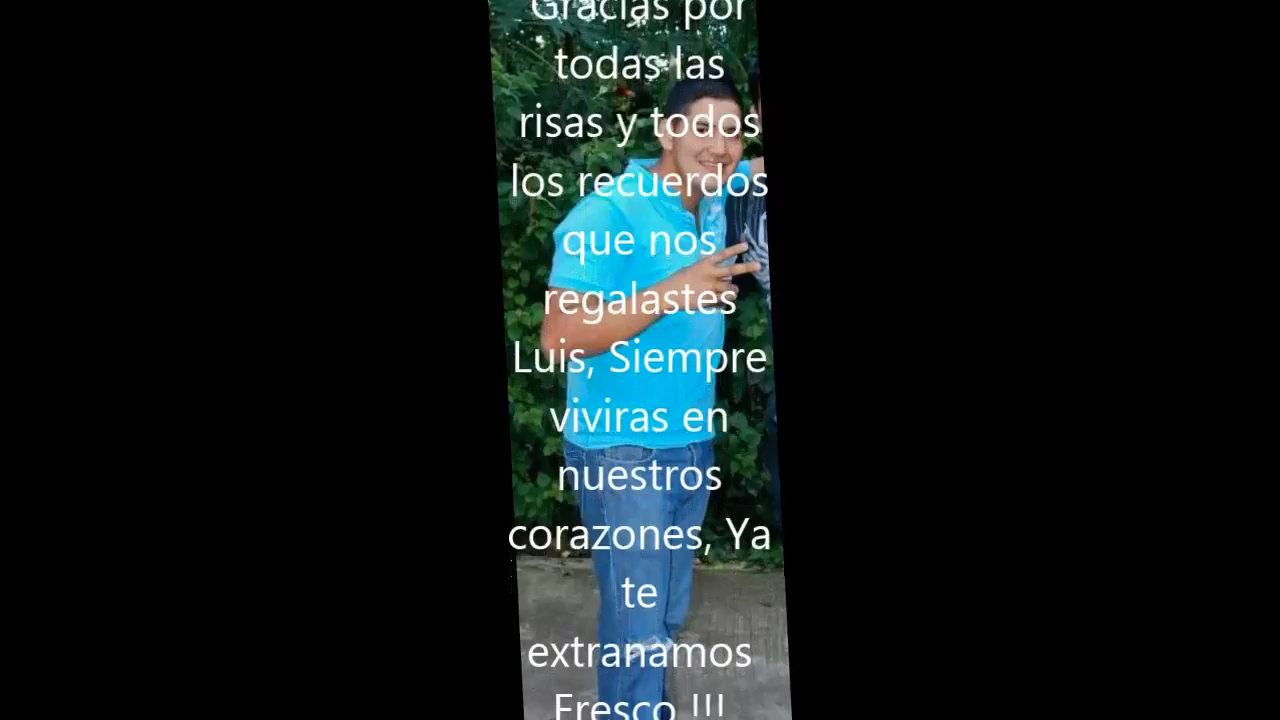 Gracias por
todas las
risas y todos
los recuerdos
que nos
regalastes
Luis, Siempre
viviras en
nuestros
corazones, Ya
te
extranamos
Fresco !!!